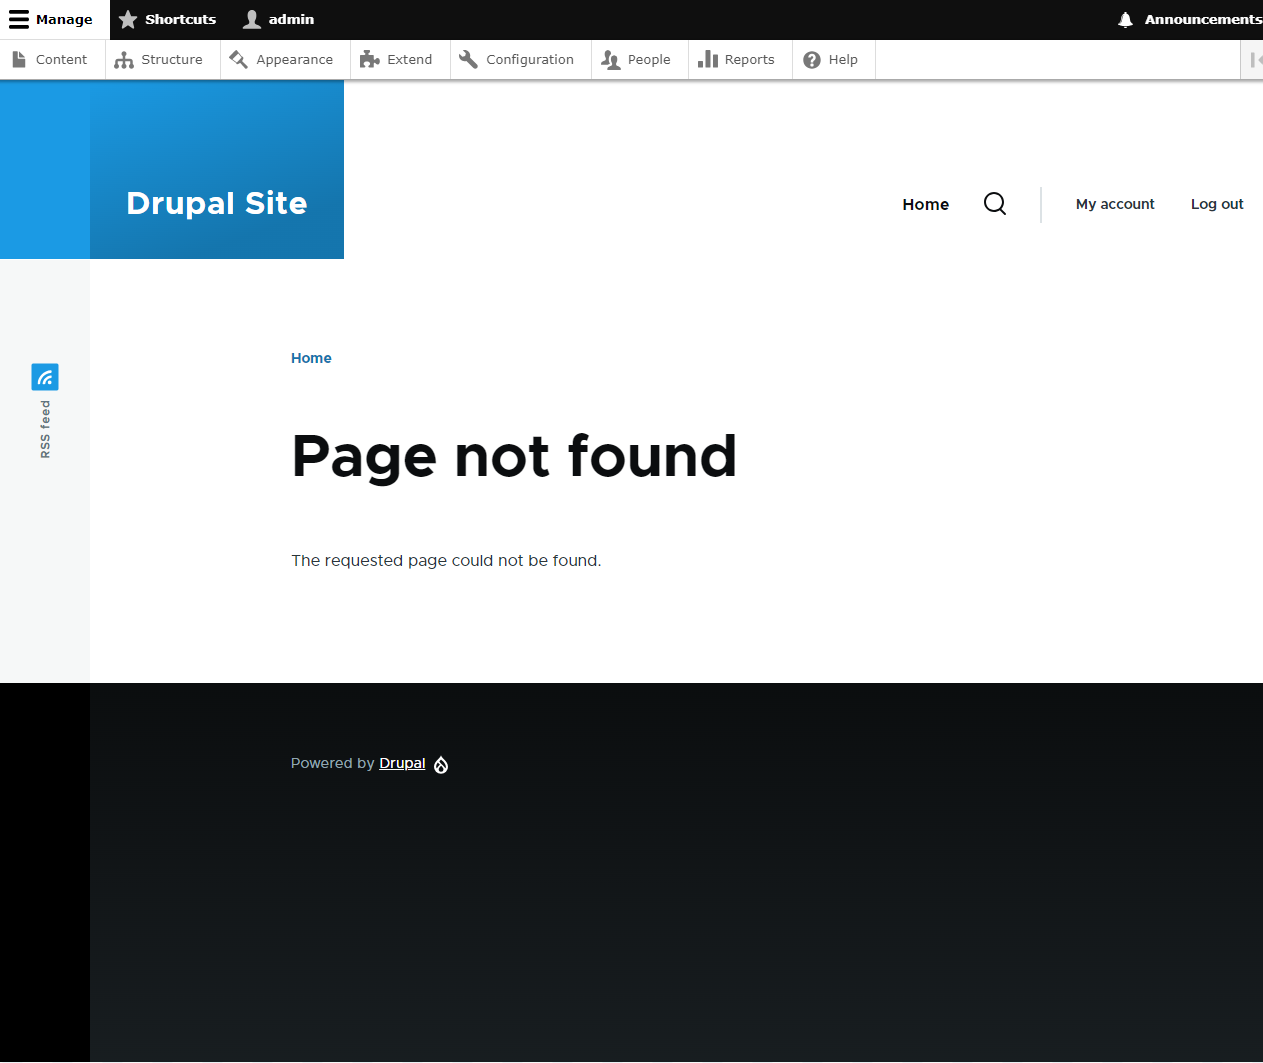 Manage Shortcuts admin Announcements
Content Structure Appearance Extend Configuration People Reports Help
Drupal Site
Home My account Log out
Home
RSS feed
Page not found
The requested page could not be found.
Powered by Drupal